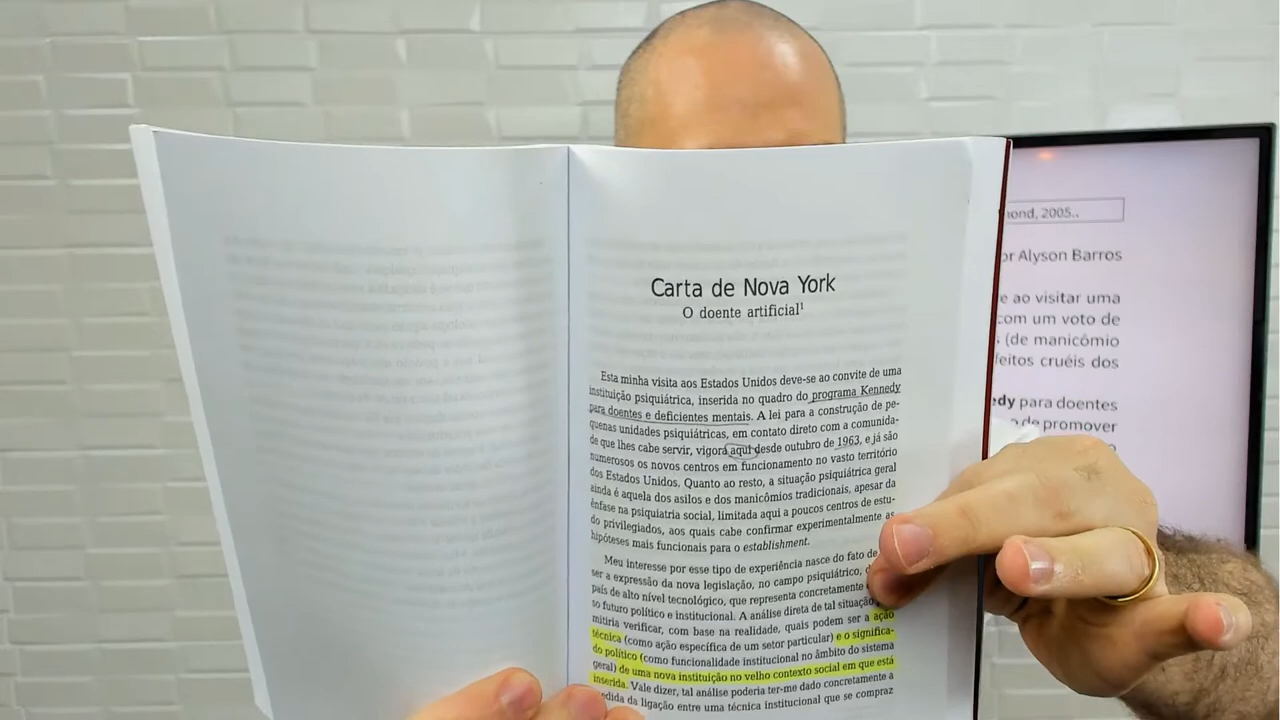 Carta de Nova York
O doente artificial¹
Esta minha visita aos Estados Unidos deve-se ao convite de uma
instituição psiquiátrica, inserida no quadro do programa Kennedy
para doentes e deficientes mentais. A lei para a construção de pe-
quenas unidades psiquiátricas, em contato direto com a comunida-
de que lhes cabe servir, vigora aqui desde outubro de 1963, e já são
numerosos os novos centros em funcionamento no vasto território
dos Estados Unidos. Quanto ao resto, a situação psiquiátrica geral
ainda é aquela dos asilos e dos manicômios tradicionais, apesar da
ênfase na psiquiatria social, limitada aqui a poucos centros de estu-
do privilegiados, aos quais cabe confirmar experimentalmente as
hipóteses mais funcionais para o establishment.
Meu interesse por esse tipo de experiência nasce do fato de
ser a expressão da nova legislação, no campo psiquiátrico,
país de alto nível tecnológico, que representa concretamente
so futuro político e institucional. A análise direta de tal situação
mitiria verificar, com base na realidade, quais podem ser a ação
técnica (como ação específica de um setor particular) e o significa-
do político (como funcionalidade institucional no âmbito do sistema
geral) de uma nova instituição no velho contexto social em que está
inserida. Vale dizer, tal análise poderia ter-me dado concretamente a
medida da ligação entre uma técnica institucional que se compraz
ond, 2005..
or Alyson Barros
e ao visitar uma
com um voto de
(de manicômio
feitos cruéis dos
edy para doentes
de promover